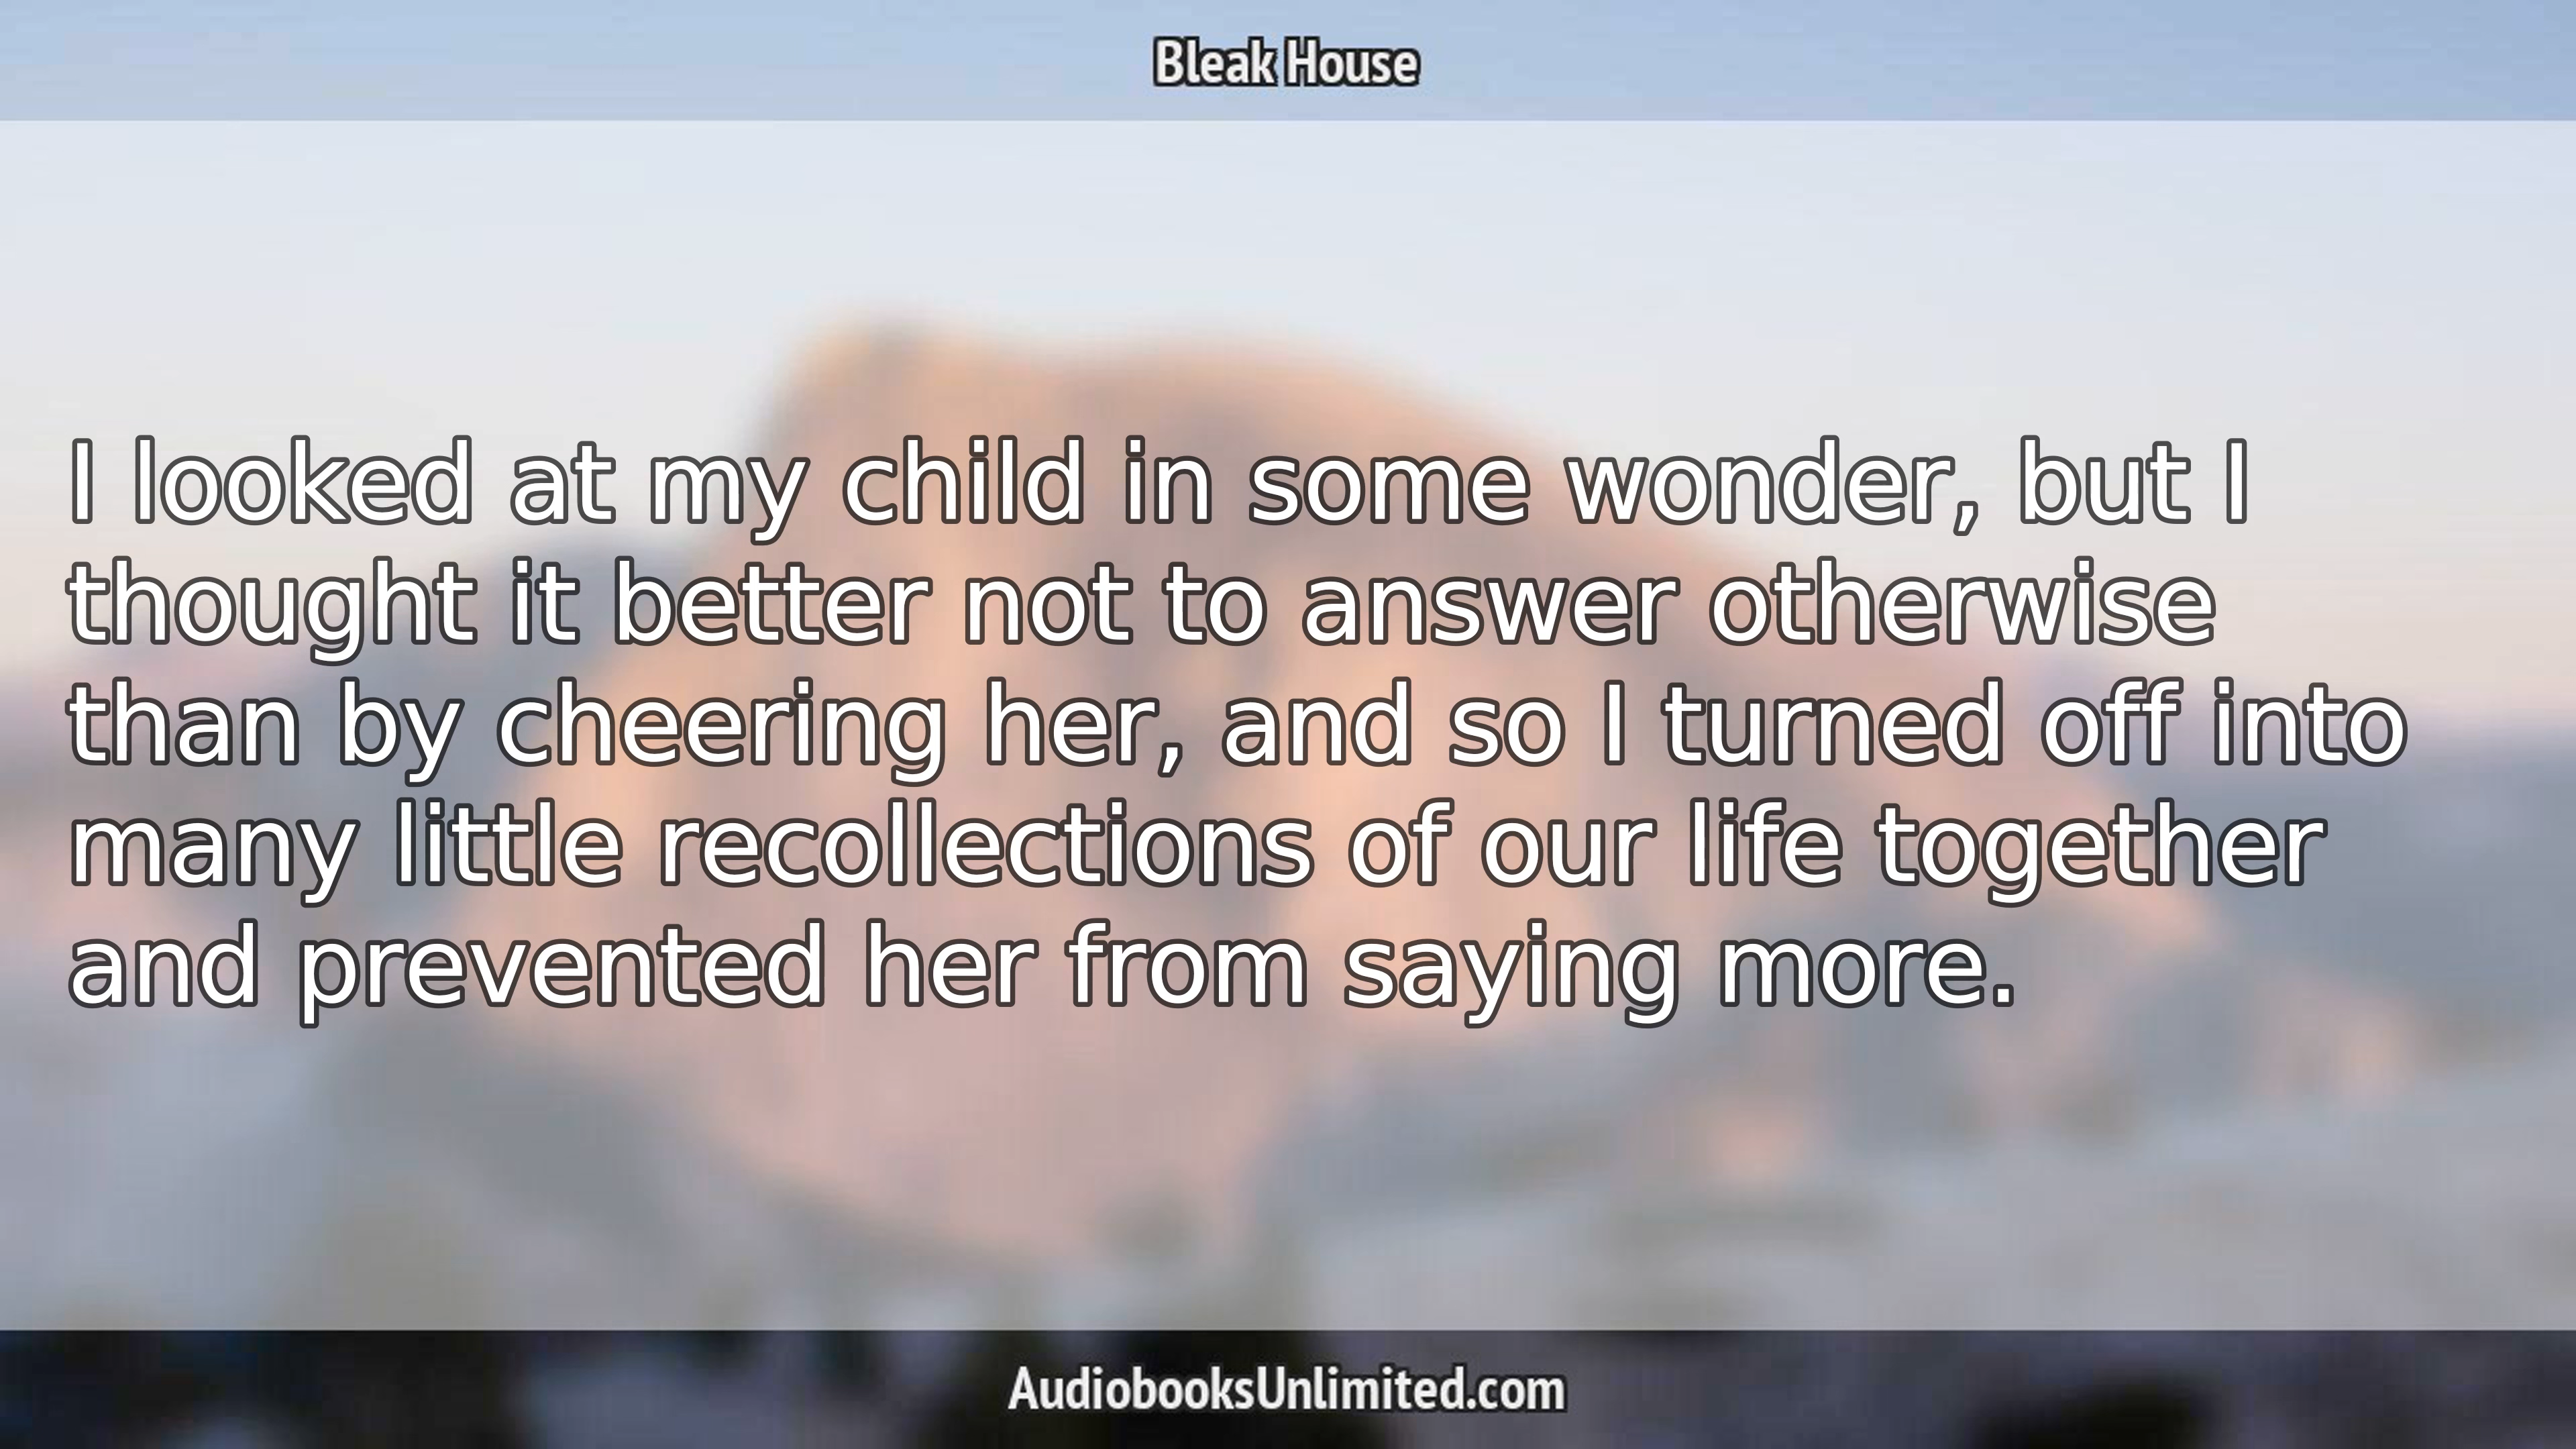 Bleak House
I looked at my child in some wonder, but I
thought it better not to answer otherwise
than by cheering her, and so I turned off into
many little recollections of our life together
and prevented her from saying more.
AudiobooksUnlimited.com